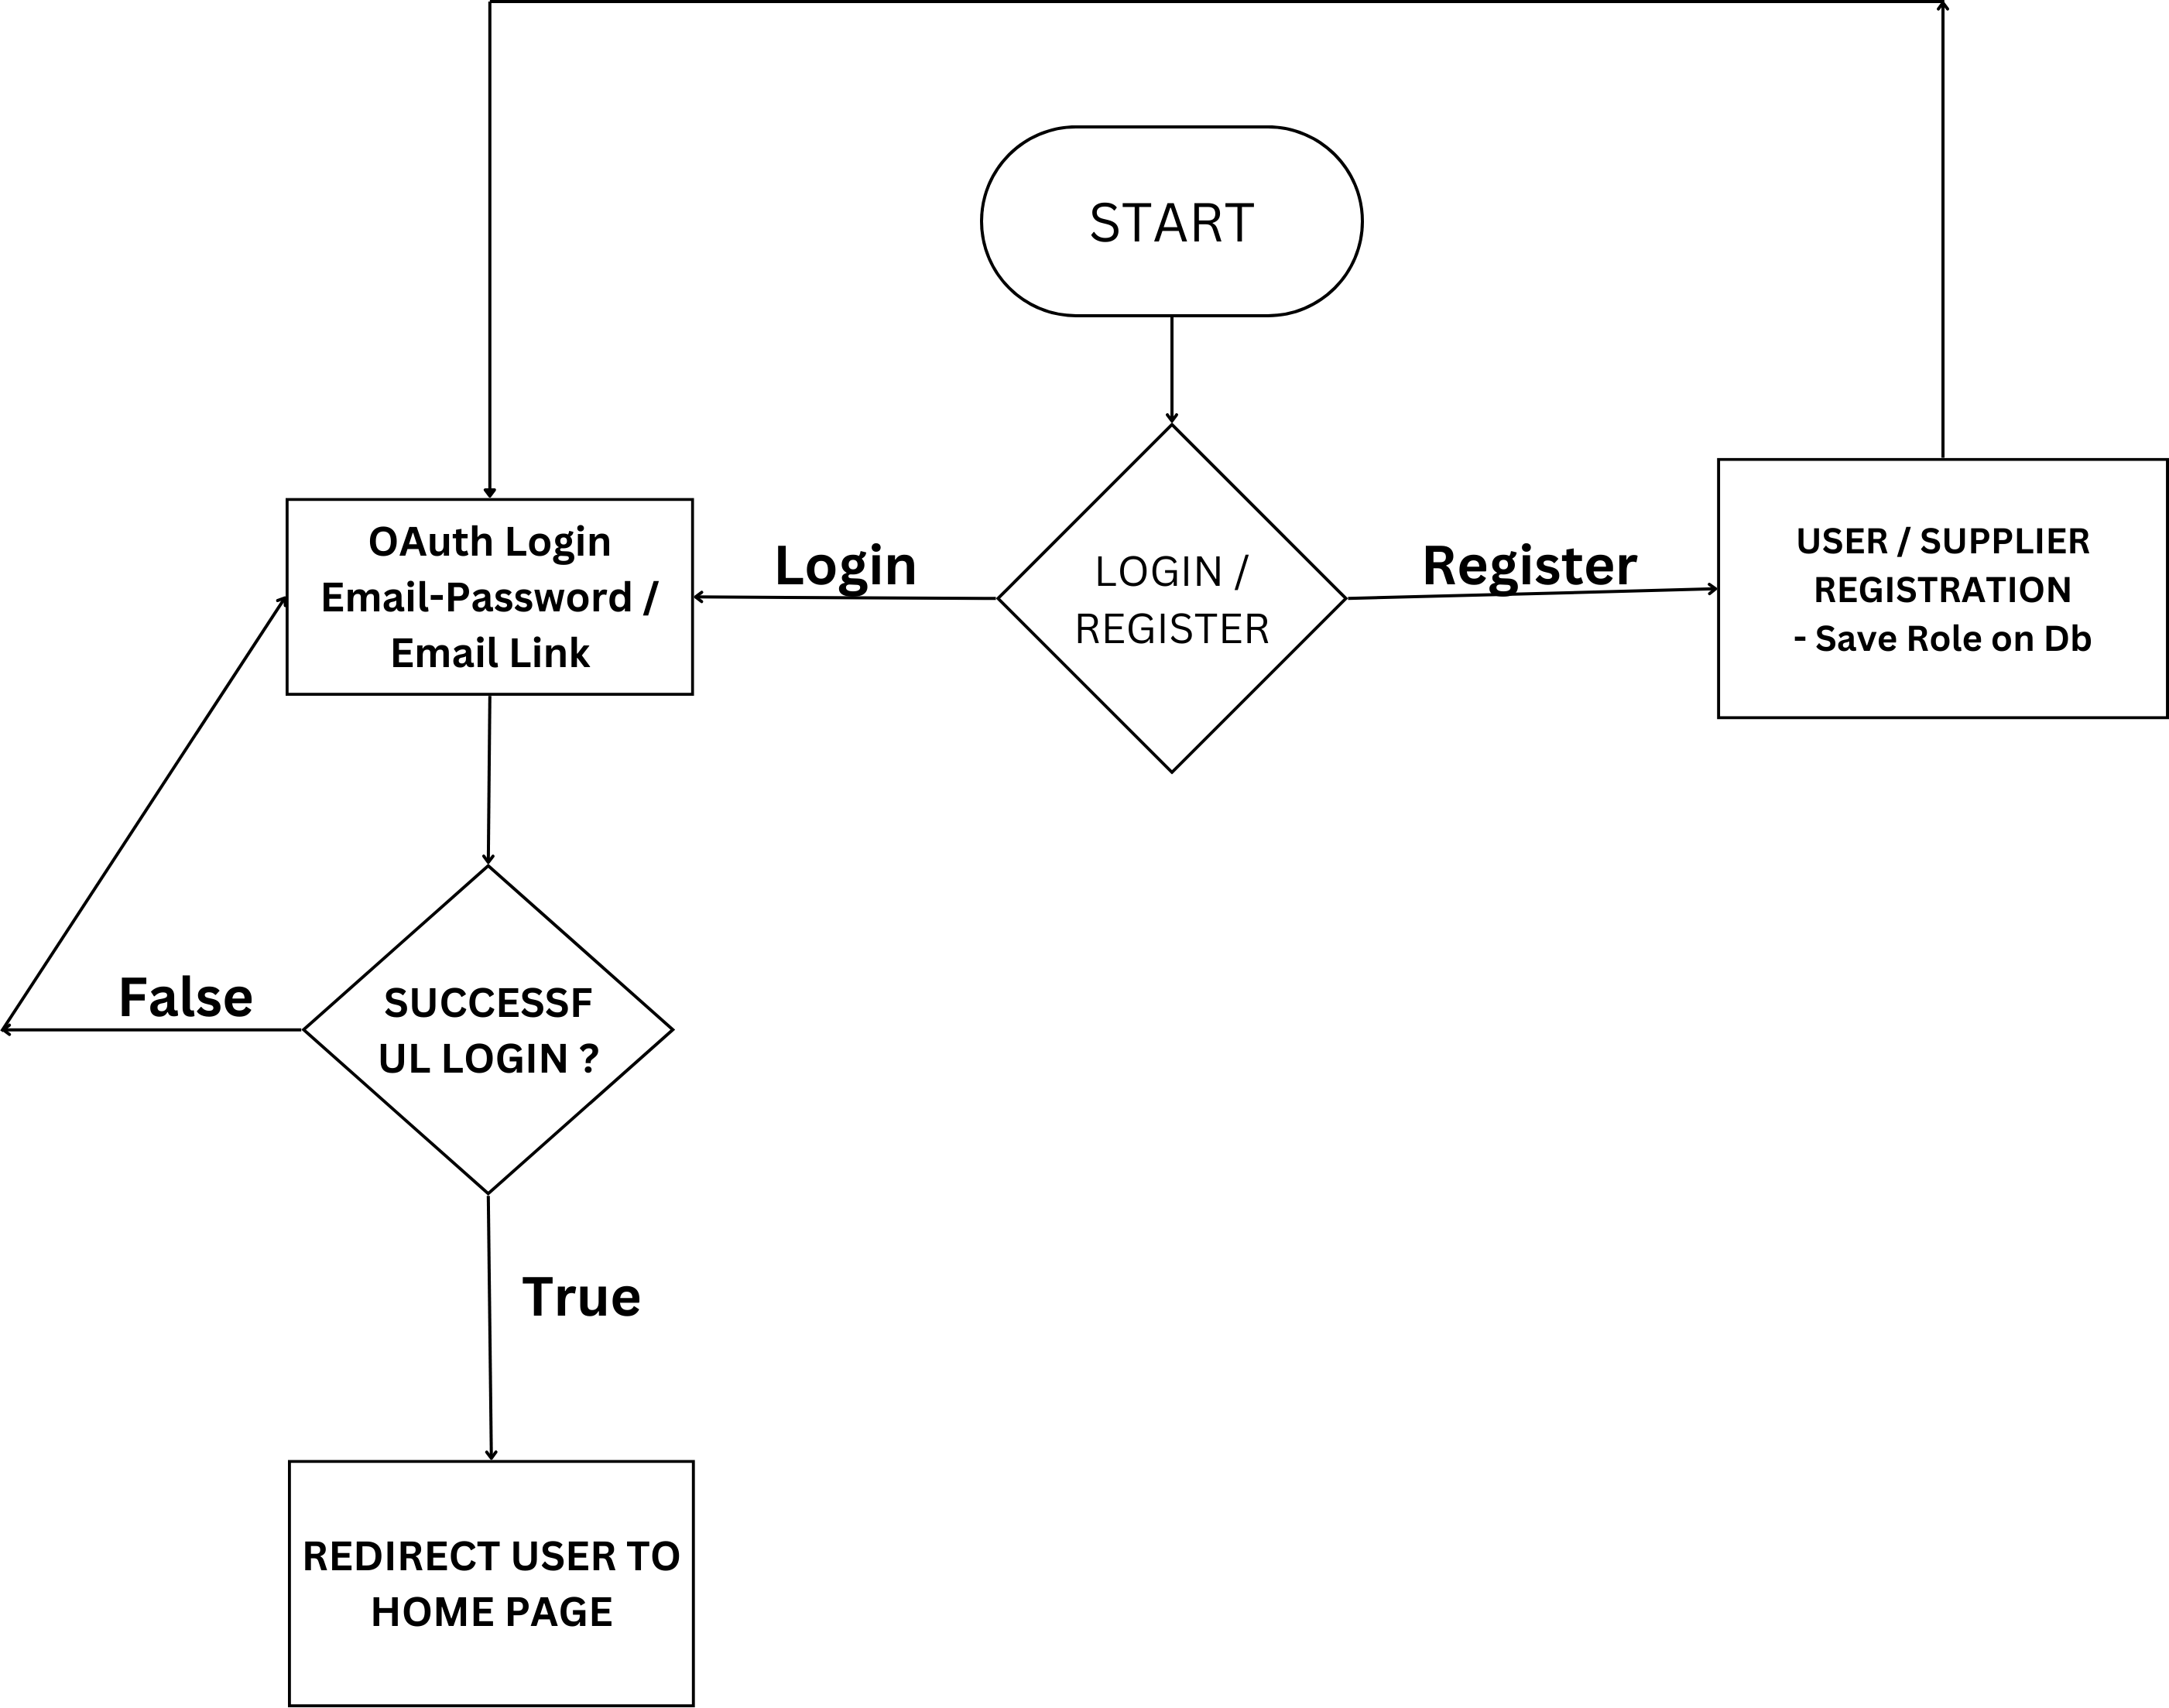 START
OAuth Login
Email-Password /
Email Link
Login
LOGIN /
REGISTER
Register
USER / SUPPLIER
REGISTRATION
- Save Role on Db
False
SUCCESSF
UL LOGIN ?
True
REDIRECT USER TO
HOME PAGE